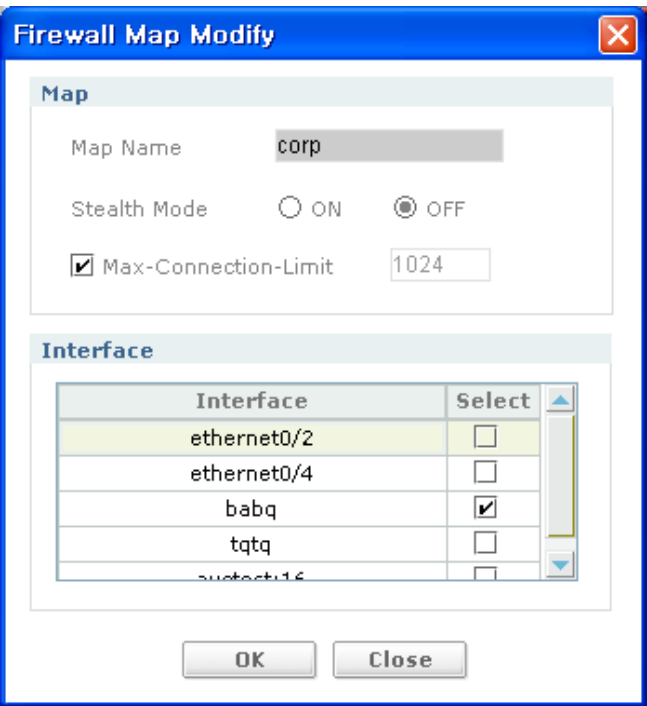 Firewall Map Modify
Map
Map Name corp
Stealth Mode ON OFF
Max-Connection-Limit 1024
Interface
Interface Select
ethernet0/2
ethernet0/4
babq
tqtq
OK Close